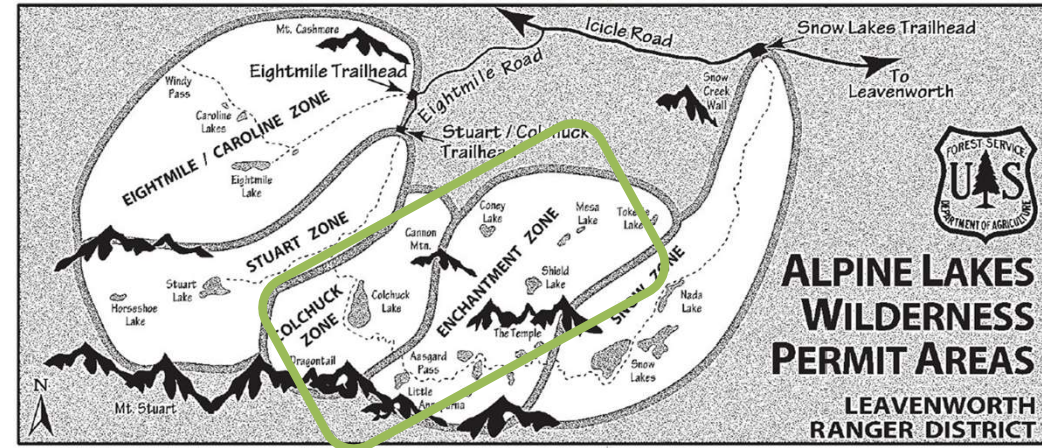 Mt. Cashmere
Icicle Road
Snow Lakes Trailhead
Eightmile Trailhead
Eightmile Road
To
Leavenworth
Windy
Pass
Snow
Creek
Wall
Caroline
Lakes
EIGHTMILE / CAROLINE ZONE
Stuart / Colchuck
FOREST SERVICE
US
DEPARTMENT OF AGRICULTURE
Eightmile
Lake
Coney
Lake
Mesa
Lake
Lake
STUART ZONE
Cannon
Mtn.
ENCHANTMENT ZONE
Stuart
Lake
Horseshoe
Lake
Colchuck
Lake
Shield
Lake
ZONE
Nada
Lake
ZONE
The Temple
Snow
Lakes
Dragontail
Aasgard
Pass
Little
N
Mt. Stuart
ALPINE LAKES
WILDERNESS
PERMIT AREAS
LEAVENWORTH
RANGER DISTRICT